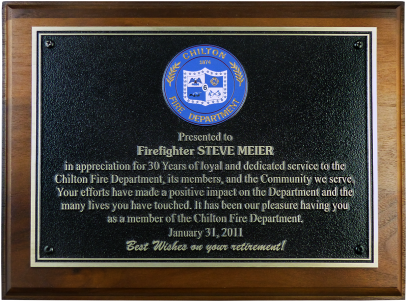 CHILTON
1874
FIRE DEPARTMENT
Presented to
Firefighter STEVE MEIER
in appreciation for 30 Years of loyal and dedicated service to the
Chilton Fire Department, its members, and the Community we serve.
Your efforts have made a positive impact on the Department and the
many lives you have touched. It has been our pleasure having you
as a member of the Chilton Fire Department.
January 31, 2011
Best Wishes on your retirement!